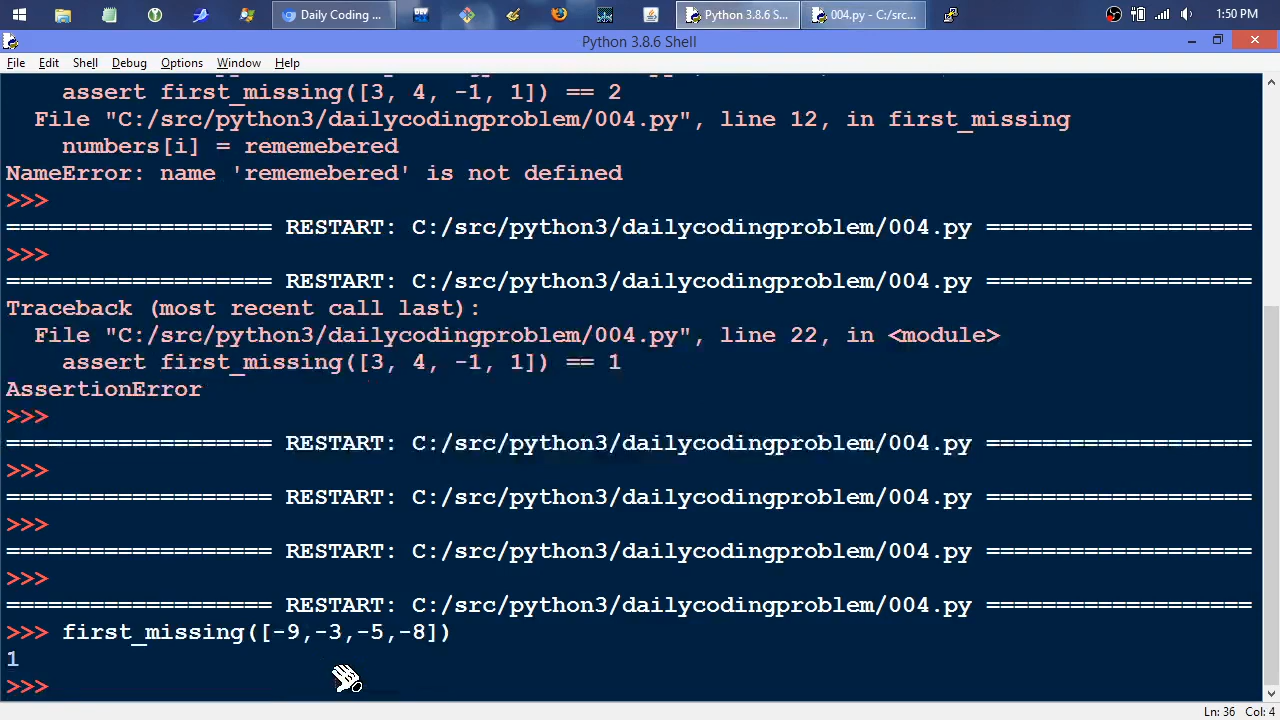 Daily Coding ...
Python 3.8.6 S...
004.py - C:/src...
1:50 PM
Python 3.8.6 Shell
File Edit Shell Debug Options Window Help
assert first_missing([3, 4, -1, 1]) == 2
File "C:/src/python3/dailycodingproblem/004.py", line 12, in first_missing
numbers[i] = rememebered
NameError: name 'rememebered' is not defined
>>>
=================== RESTART: C:/src/python3/dailycodingproblem/004.py ===================
>>>
=================== RESTART: C:/src/python3/dailycodingproblem/004.py ===================
Traceback (most recent call last):
File "C:/src/python3/dailycodingproblem/004.py", line 22, in <module>
assert first_missing([3, 4, -1, 1]) == 1
AssertionError
>>>
=================== RESTART: C:/src/python3/dailycodingproblem/004.py ===================
>>>
=================== RESTART: C:/src/python3/dailycodingproblem/004.py ===================
>>>
=================== RESTART: C:/src/python3/dailycodingproblem/004.py ===================
>>>
=================== RESTART: C:/src/python3/dailycodingproblem/004.py ===================
>>> first_missing([-9,-3,-5,-8])
1
>>>
Ln: 36 Col: 4